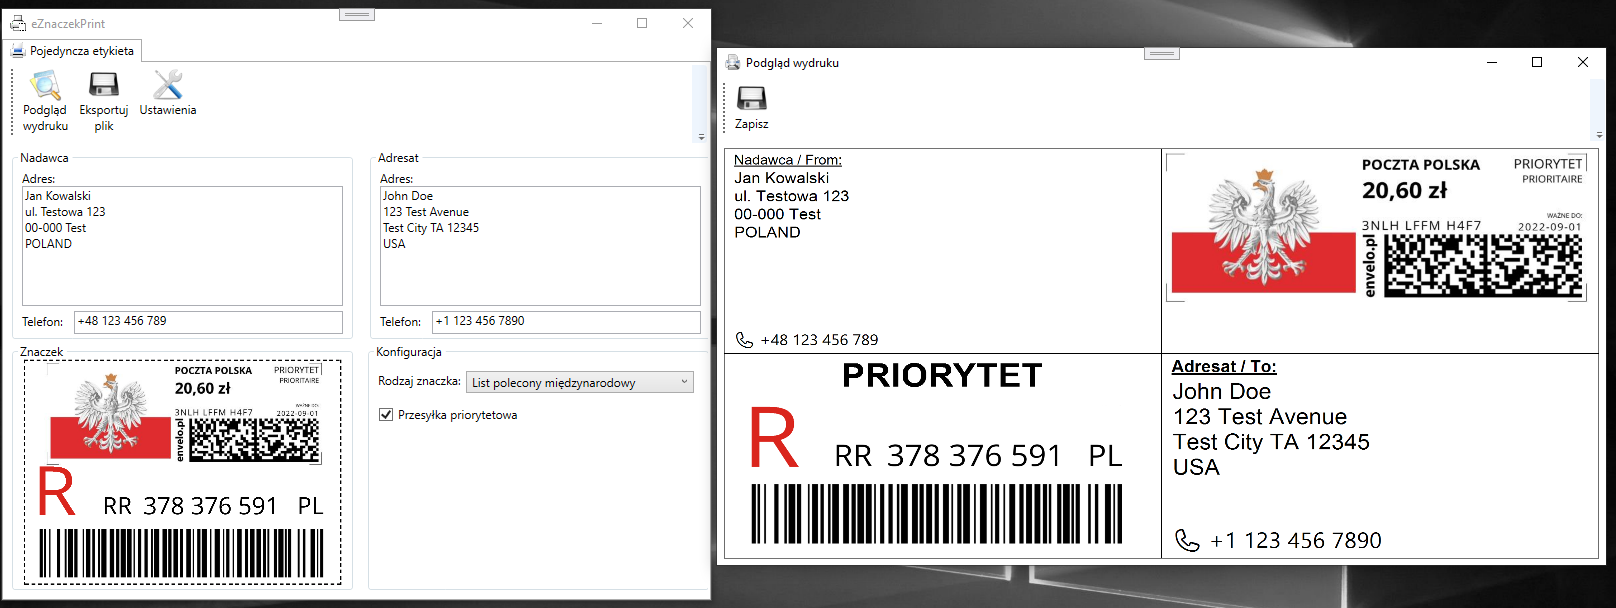 eZnaczekPrint
Pojedyncza etykieta
Podgląd wydruku
Eksportuj plik
Ustawienia
Nadawca
Adres:
Jan Kowalski
ul. Testowa 123
00-000 Test
POLAND
Telefon: +48 123 456 789
Adresat
Adres:
John Doe
123 Test Avenue
Test City TA 12345
USA
Telefon: +1 123 456 7890
Znaczek
POCZTA POLSKA
PRIORYTET
20,60 zł
PRIORITAIRE
WAŻNE DO:
3NLH LFFM H4F7
2022-09-01
envelo.pl
R
RR 378 376 591 PL
Konfiguracja
Rodzaj znaczka: List polecony międzynarodowy
Przesyłka priorytetowa
Podgląd wydruku
Zapisz
Nadawca / From:
Jan Kowalski
ul. Testowa 123
00-000 Test
POLAND
+48 123 456 789
POCZTA POLSKA
PRIORYTET
20,60 zł
PRIORITAIRE
WAŻNE DO:
3NLH LFFM H4F7
2022-09-01
envelo.pl
PRIORYTET
R
RR 378 376 591 PL
Adresat / To:
John Doe
123 Test Avenue
Test City TA 12345
USA
+1 123 456 7890